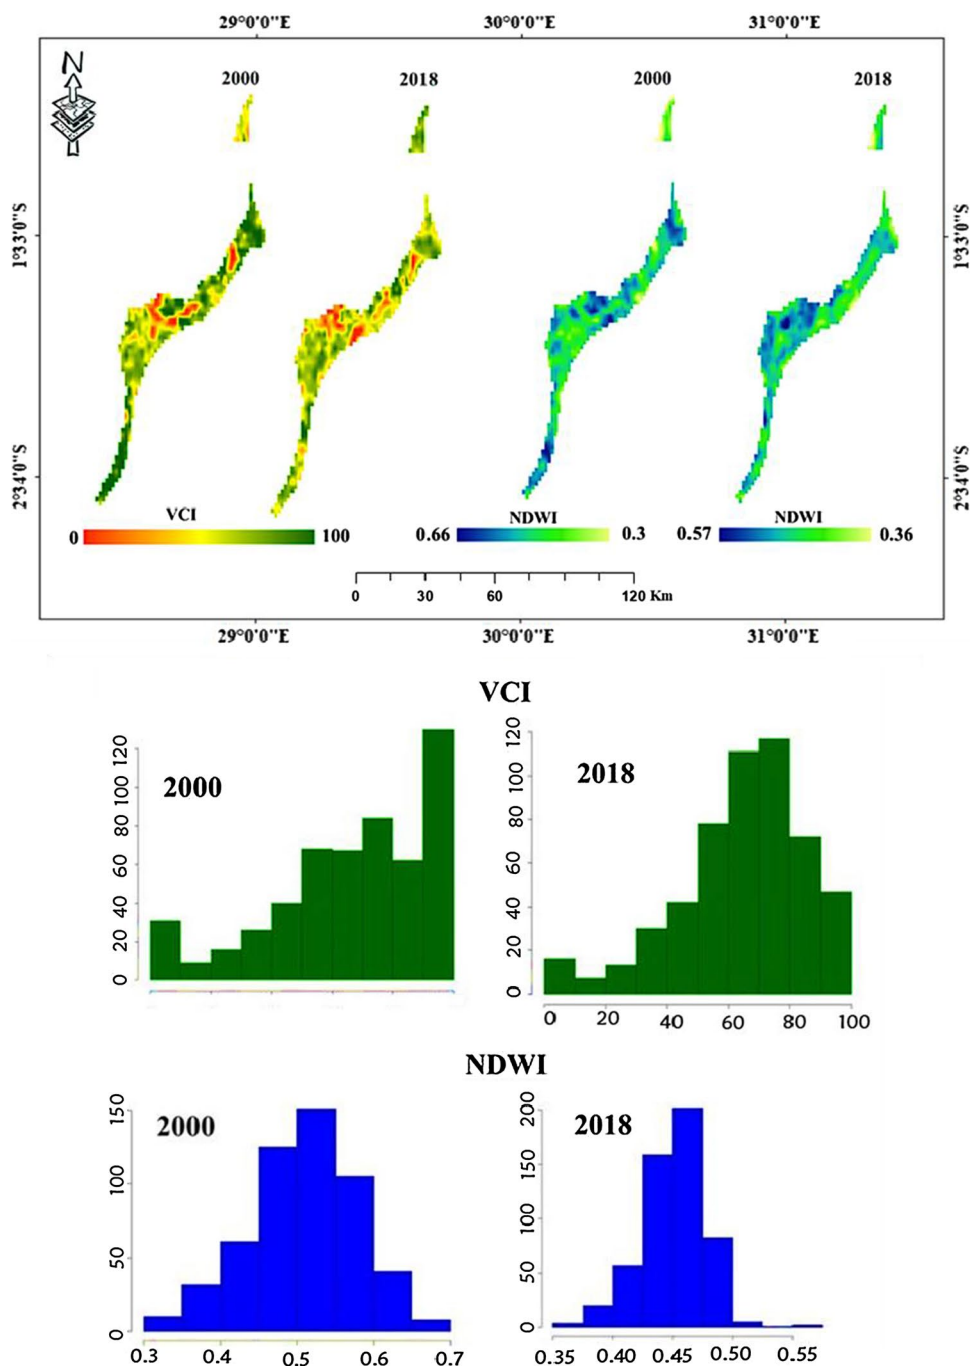 29°0'0"E 30°0'0"E 31°0'0"E
N
2000 2018 2000 2018
1°33'0"S 1°33'0"S
2°34'0"S 2°34'0"S
VCI
0 100
NDWI
0.66 0.3
NDWI
0.57 0.36
0 30 60 120 Km
29°0'0"E 30°0'0"E 31°0'0"E
VCI
2000
0 20 40 60 80 100 120
2018
0 20 40 60 80 100 120
0 20 40 60 80 100
NDWI
2000
0 50 100 150
0.3 0.4 0.5 0.6 0.7
2018
0 50 100 150 200
0.35 0.40 0.45 0.50 0.55